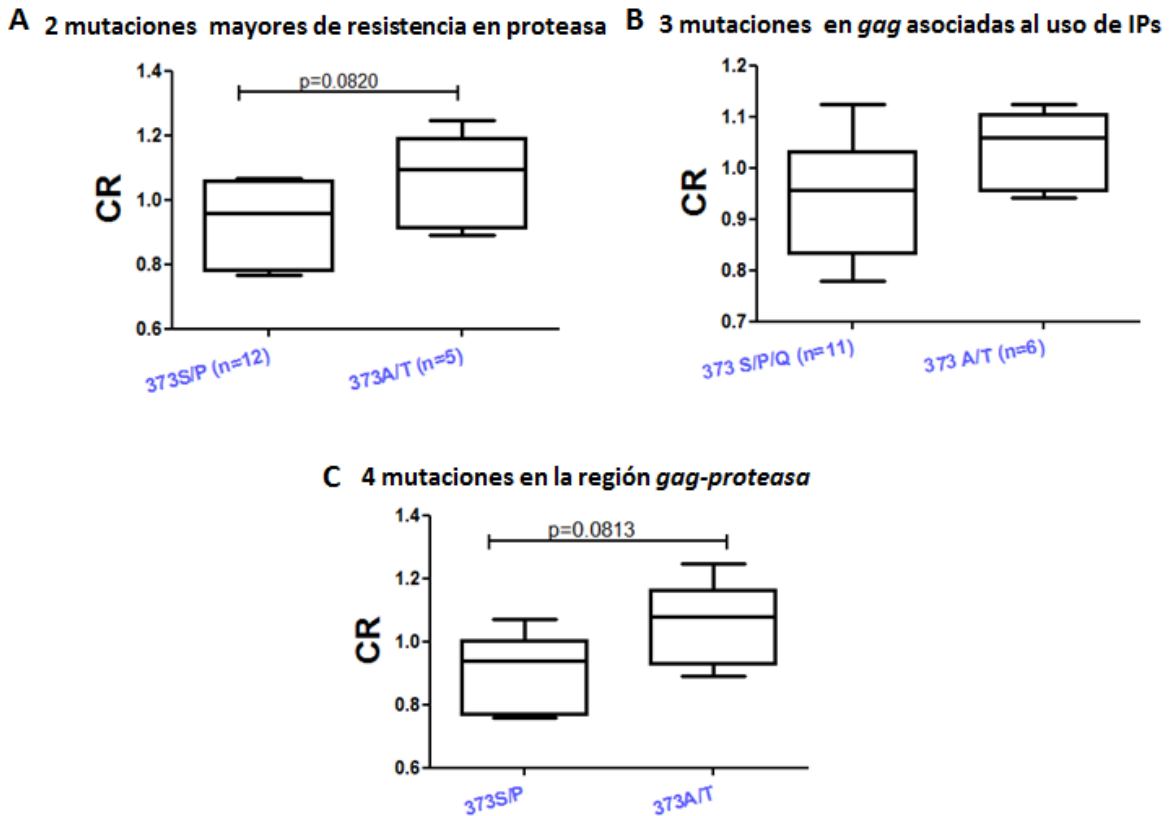 A 2 mutaciones mayores de resistencia en proteasa
B 3 mutaciones en gag asociadas al uso de IPs
1.4
1.2
1.0
0.8
0.6
CR
p=0.0820
373S/P (n=12)
373A/T (n=5)
1.2
1.1
1.0
0.9
0.8
0.7
CR
373 S/P/Q (n=11)
373 A/T (n=6)
C 4 mutaciones en la región gag-proteasa
1.4
1.2
1.0
0.8
0.6
CR
p=0.0813
373S/P
373A/T